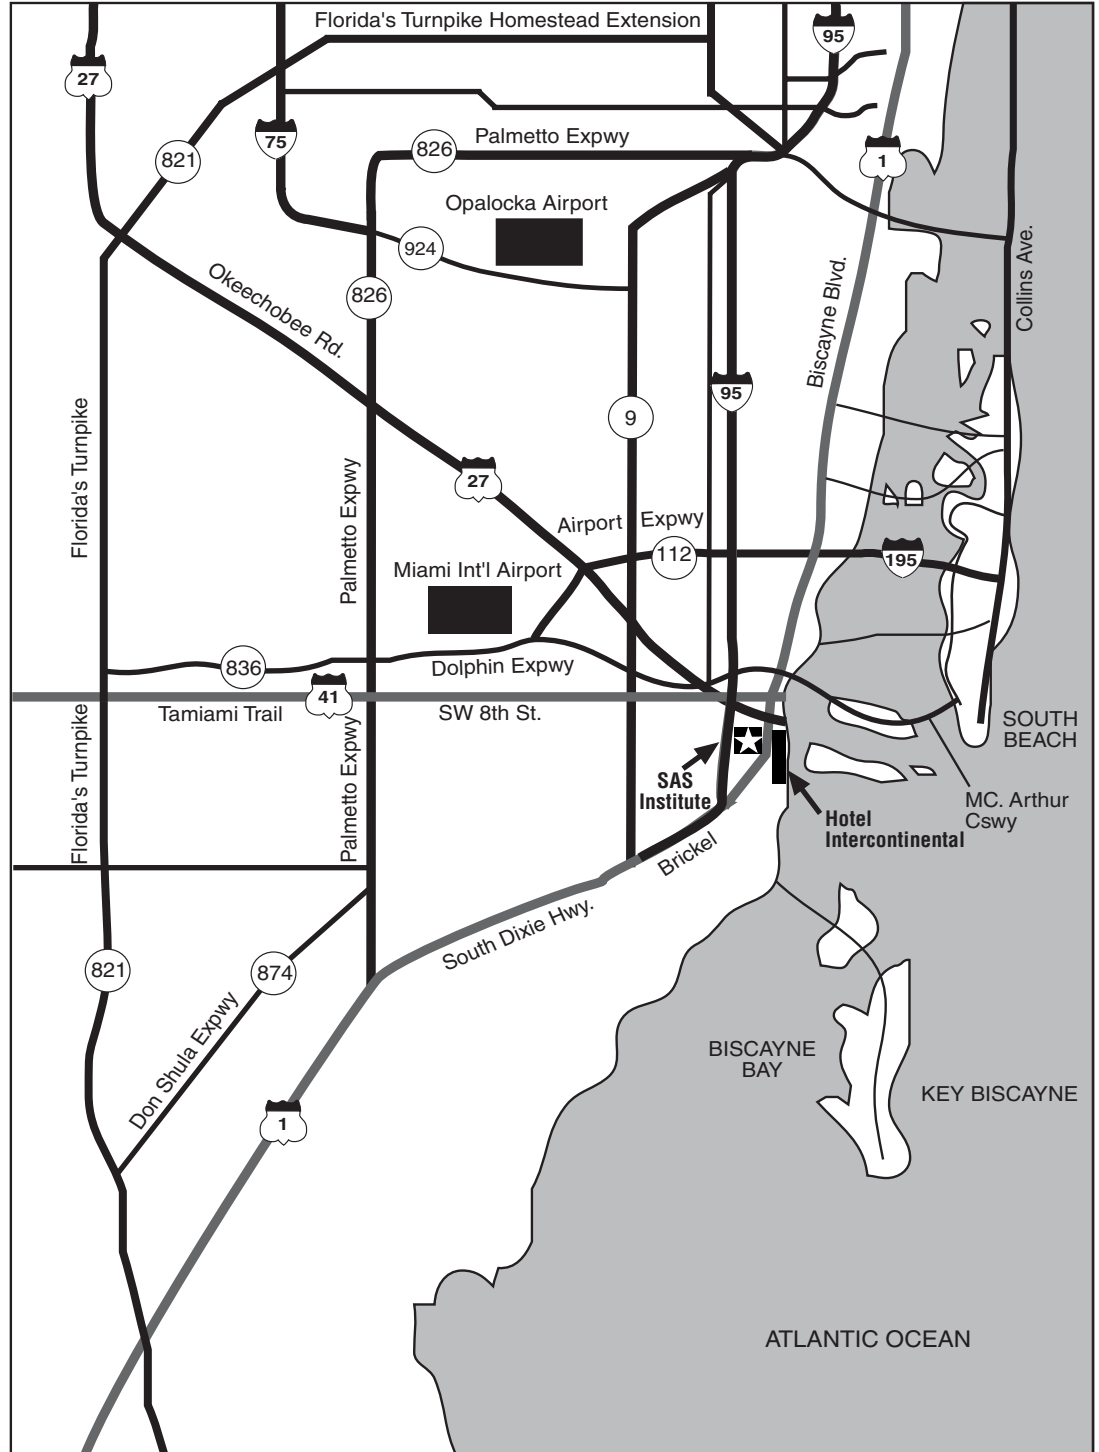 Florida's Turnpike Homestead Extension
95
27
75
821
826
Palmetto Expwy
1
Opalocka Airport
924
Okeechobee Rd.
826
Biscayne Blvd.
Collins Ave.
95
9
Florida's Turnpike
Palmetto Expwy
27
Airport Expwy
112
195
Miami Int'l Airport
836
Dolphin Expwy
41
Tamiami Trail
SW 8th St.
SOUTH
BEACH
Florida's Turnpike
Palmetto Expwy
SAS
Institute
MC. Arthur
Cswy
Hotel
Intercontinental
Brickel
South Dixie Hwy.
821
874
Don Shula Expwy
BISCAYNE
BAY
KEY BISCAYNE
1
ATLANTIC OCEAN